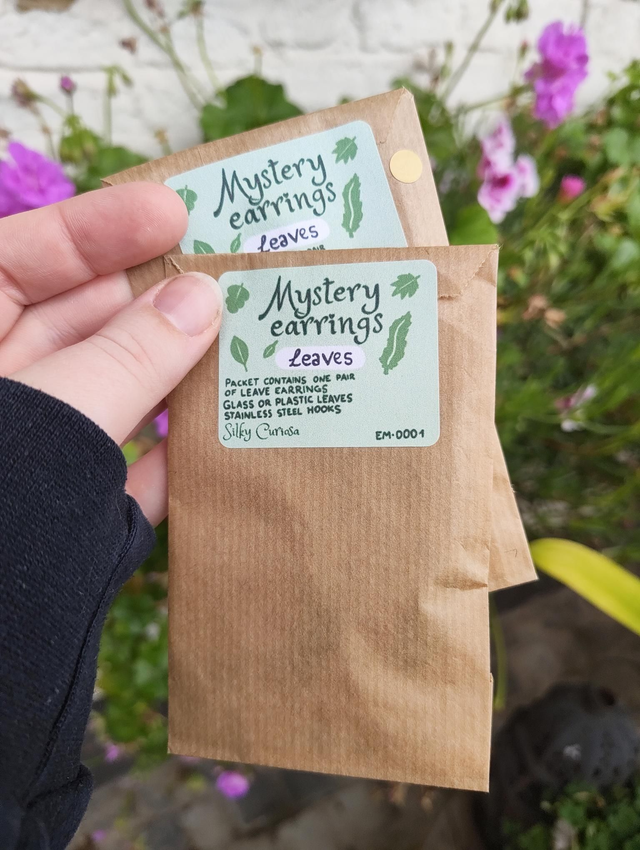 Mystery
earrings
leaves
Mystery
earrings
leaves
PACKET CONTAINS ONE PAIR
OF LEAVE EARRINGS
GLASS OR PLASTIC LEAVES
STAINLESS STEEL HOOKS
Silky Curiosa
EM-0001